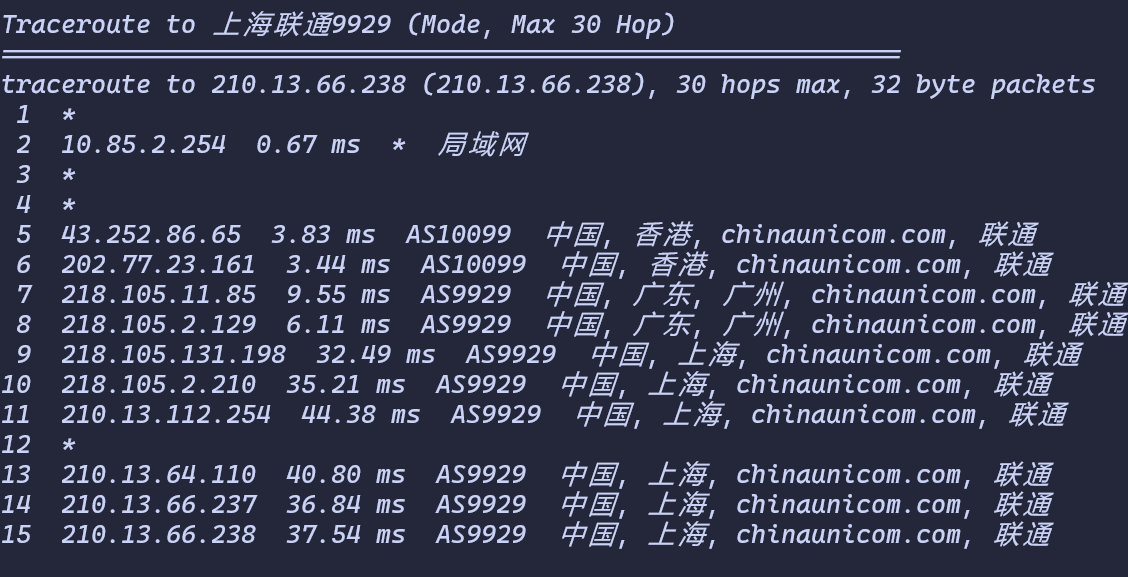 Traceroute to 上海联通9929 (Mode, Max 30 Hop)
============================================================
traceroute to 210.13.66.238 (210.13.66.238), 30 hops max, 32 byte packets
1 *
2 10.85.2.254 0.67 ms * 局域网
3 *
4 *
5 43.252.86.65 3.83 ms AS10099 中国, 香港, chinaunicom.com, 联通
6 202.77.23.161 3.44 ms AS10099 中国, 香港, chinaunicom.com, 联通
7 218.105.11.85 9.55 ms AS9929 中国, 广东, 广州, chinaunicom.com, 联通
8 218.105.2.129 6.11 ms AS9929 中国, 广东, 广州, chinaunicom.com, 联通
9 218.105.131.198 32.49 ms AS9929 中国, 上海, chinaunicom.com, 联通
10 218.105.2.210 35.21 ms AS9929 中国, 上海, chinaunicom.com, 联通
11 210.13.112.254 44.38 ms AS9929 中国, 上海, chinaunicom.com, 联通
12 *
13 210.13.64.110 40.80 ms AS9929 中国, 上海, chinaunicom.com, 联通
14 210.13.66.237 36.84 ms AS9929 中国, 上海, chinaunicom.com, 联通
15 210.13.66.238 37.54 ms AS9929 中国, 上海, chinaunicom.com, 联通